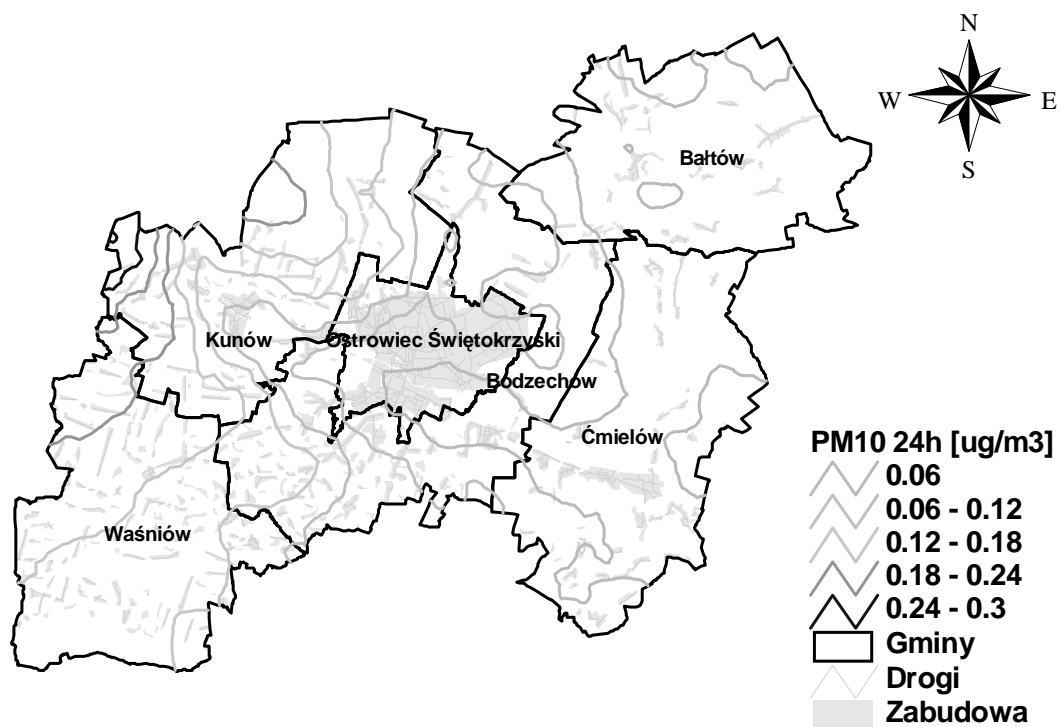 N
W
E
S
Bałtów
Kunów
Ostrowiec Świętokrzyski
Bodzechów
Ćmielów
Waśniów
PM10 24h [ug/m3]
0.06
0.06 - 0.12
0.12 - 0.18
0.18 - 0.24
0.24 - 0.3
Gminy
Drogi
Zabudowa